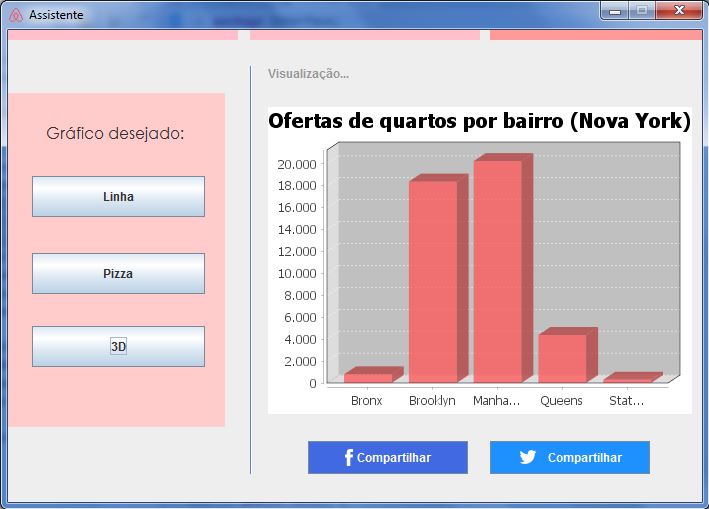 Assistente
Gráfico desejado:
Linha
Pizza
3D
Visualização...
Ofertas de quartos por bairro (Nova York)
20.000
18.000
16.000
14.000
12.000
10.000
8.000
6.000
4.000
2.000
0
Bronx Brooklyn Manha... Queens Stat...
Compartilhar Compartilhar